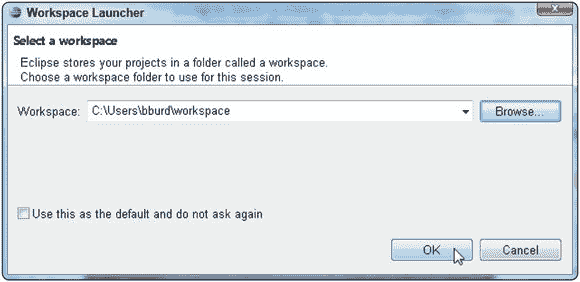 Workspace Launcher
Select a workspace
Eclipse stores your projects in a folder called a workspace.
Choose a workspace folder to use for this session.
Workspace: C:\Users\bburd\workspace Browse...
Use this as the default and do not ask again
OK Cancel